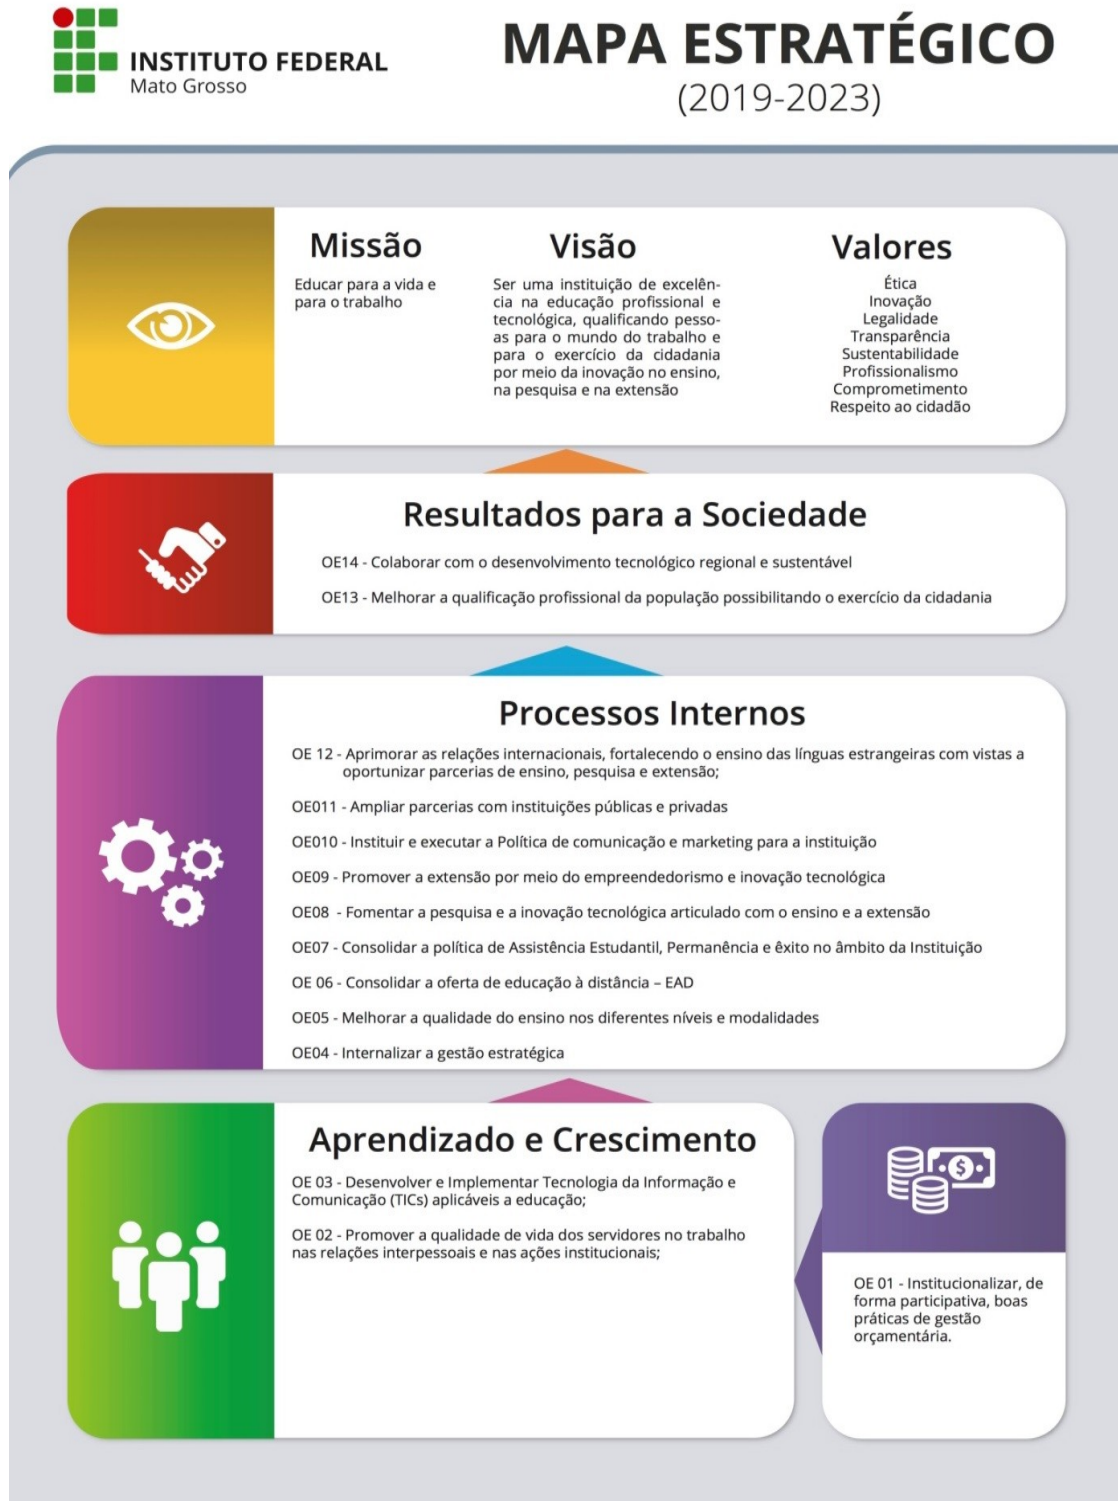 INSTITUTO FEDERAL
Mato Grosso
MAPA ESTRATÉGICO
(2019-2023)
Missão
Educar para a vida e
para o trabalho
Visão
Ser uma instituição de excelên-
cia na educação profissional e
tecnológica, qualificando pesso-
as para o mundo do trabalho e
para o exercício da cidadania
por meio da inovação no ensino,
na pesquisa e na extensão
Valores
Ética
Inovação
Legalidade
Transparência
Sustentabilidade
Profissionalismo
Comprometimento
Respeito ao cidadão
Resultados para a Sociedade
OE14 - Colaborar com o desenvolvimento tecnológico regional e sustentável
OE13 - Melhorar a qualificação profissional da população possibilitando o exercício da cidadania
Processos Internos
OE 12 - Aprimorar as relações internacionais, fortalecendo o ensino das línguas estrangeiras com vistas a
oportunizar parcerias de ensino, pesquisa e extensão;
OE011 - Ampliar parcerias com instituições públicas e privadas
OE010 - Instituir e executar a Política de comunicação e marketing para a instituição
OE09 - Promover a extensão por meio do empreendedorismo e inovação tecnológica
OE08 - Fomentar a pesquisa e a inovação tecnológica articulado com o ensino e a extensão
OE07 - Consolidar a política de Assistência Estudantil, Permanência e êxito no âmbito da Instituição
OE 06 - Consolidar a oferta de educação à distância – EAD
OE05 - Melhorar a qualidade do ensino nos diferentes níveis e modalidades
OE04 - Internalizar a gestão estratégica
Aprendizado e Crescimento
OE 03 - Desenvolver e Implementar Tecnologia da Informação e
Comunicação (TICs) aplicáveis a educação;
OE 02 - Promover a qualidade de vida dos servidores no trabalho
nas relações interpessoais e nas ações institucionais;
$
OE 01 - Institucionalizar, de
forma participativa, boas
práticas de gestão
orçamentária.